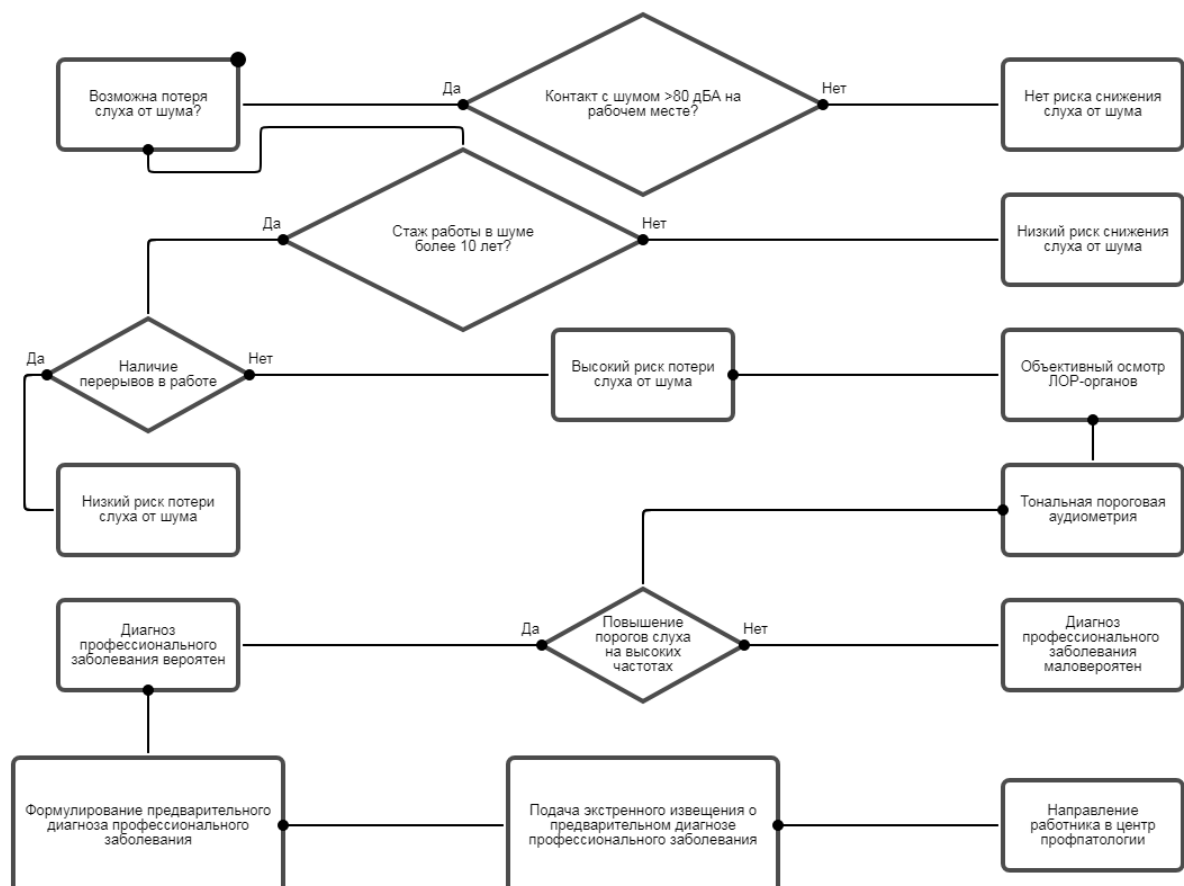 Возможна потеря
слуха от шума?
Да
Контакт с шумом >80 дБА на
рабочем месте?
Нет
Нет риска снижения
слуха от шума
Да
Стаж работы в шуме
более 10 лет?
Нет
Низкий риск снижения
слуха от шума
Да
Наличие
перерывов в работе
Нет
Высокий риск потери
слуха от шума
Объективный осмотр
ЛОР-органов
Низкий риск потери
слуха от шума
Тональная пороговая
аудиометрия
Диагноз
профессионального
заболевания вероятен
Да
Повышение
порогов слуха
на высоких
частотах
Нет
Диагноз
профессионального
заболевания
маловероятен
Формулирование предварительного
диагноза профессионального
заболевания
Подача экстренного извещения о
предварительном диагнозе
профессионального заболевания
Направление
работника в центр
профпатологии